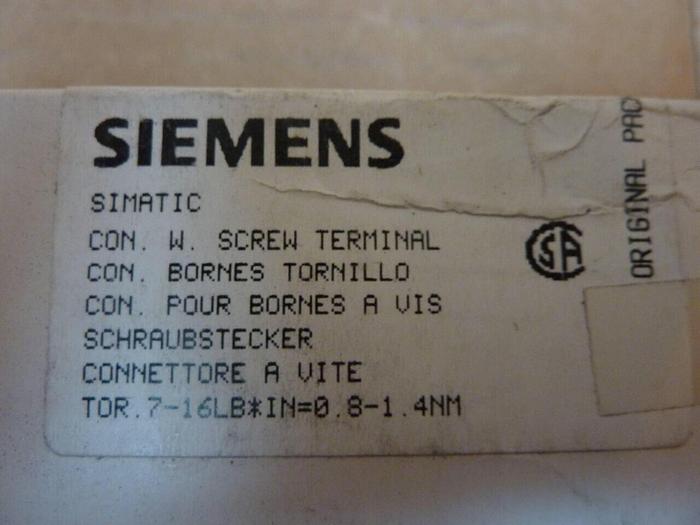 SIEMENS
SIMATIC
CON. W. SCREW TERMINAL
CON. BORNES TORNILLO
CON. POUR BORNES A VIS
SCHRAUBSTECKER
CONNETTORE A VITE
TOR.7-16LB*IN=0.8-1.4NM
SA
ORIGINAL PAC